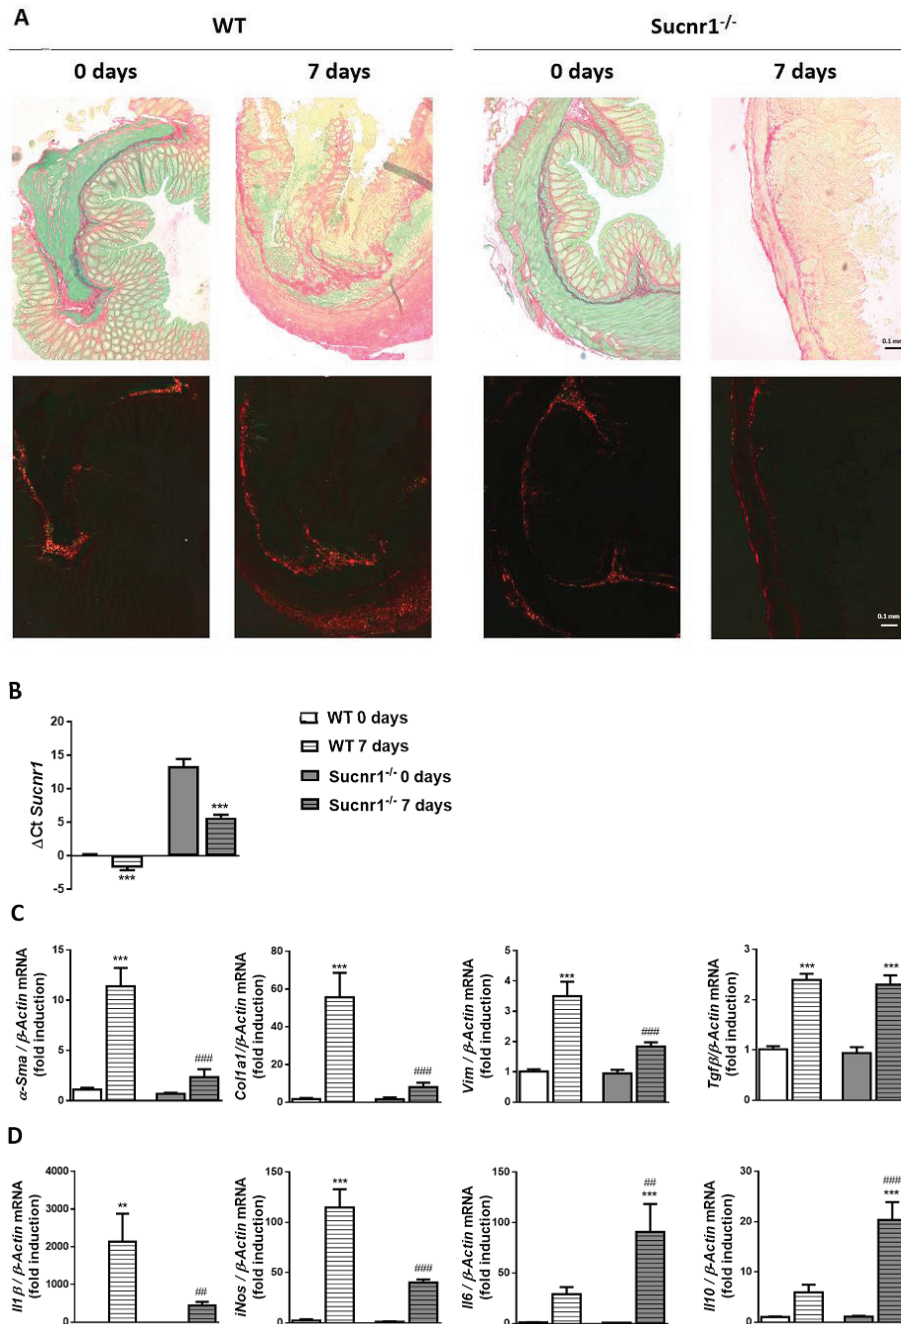 A
WT
Sucnr1-/-
0 days
7 days
0 days
7 days
0.1 mm
0.1 mm
B
ΔCt Sucnr1
20
15
10
5
0
-5
***
***
WT 0 days
WT 7 days
Sucnr1-/- 0 days
Sucnr1-/- 7 days
C
α-Sma / β-Actin mRNA
(fold induction)
15
10
5
0
***
###
Col1a1/β-Actin mRNA
(fold induction)
80
60
40
20
0
***
###
Vim / β-Actin mRNA
(fold induction)
5
4
3
2
1
0
***
###
Tgfβ/β-Actin mRNA
(fold induction)
3
2
1
0
***
***
D
Il1β / β-Actin mRNA
(fold induction)
4000
3000
2000
1000
0
**
##
iNos / β-Actin mRNA
(fold induction)
150
100
50
0
***
###
Il6 / β-Actin mRNA
(fold induction)
150
100
50
0
##
***
Il10 / β-Actin mRNA
(fold induction)
30
20
10
0
###
***